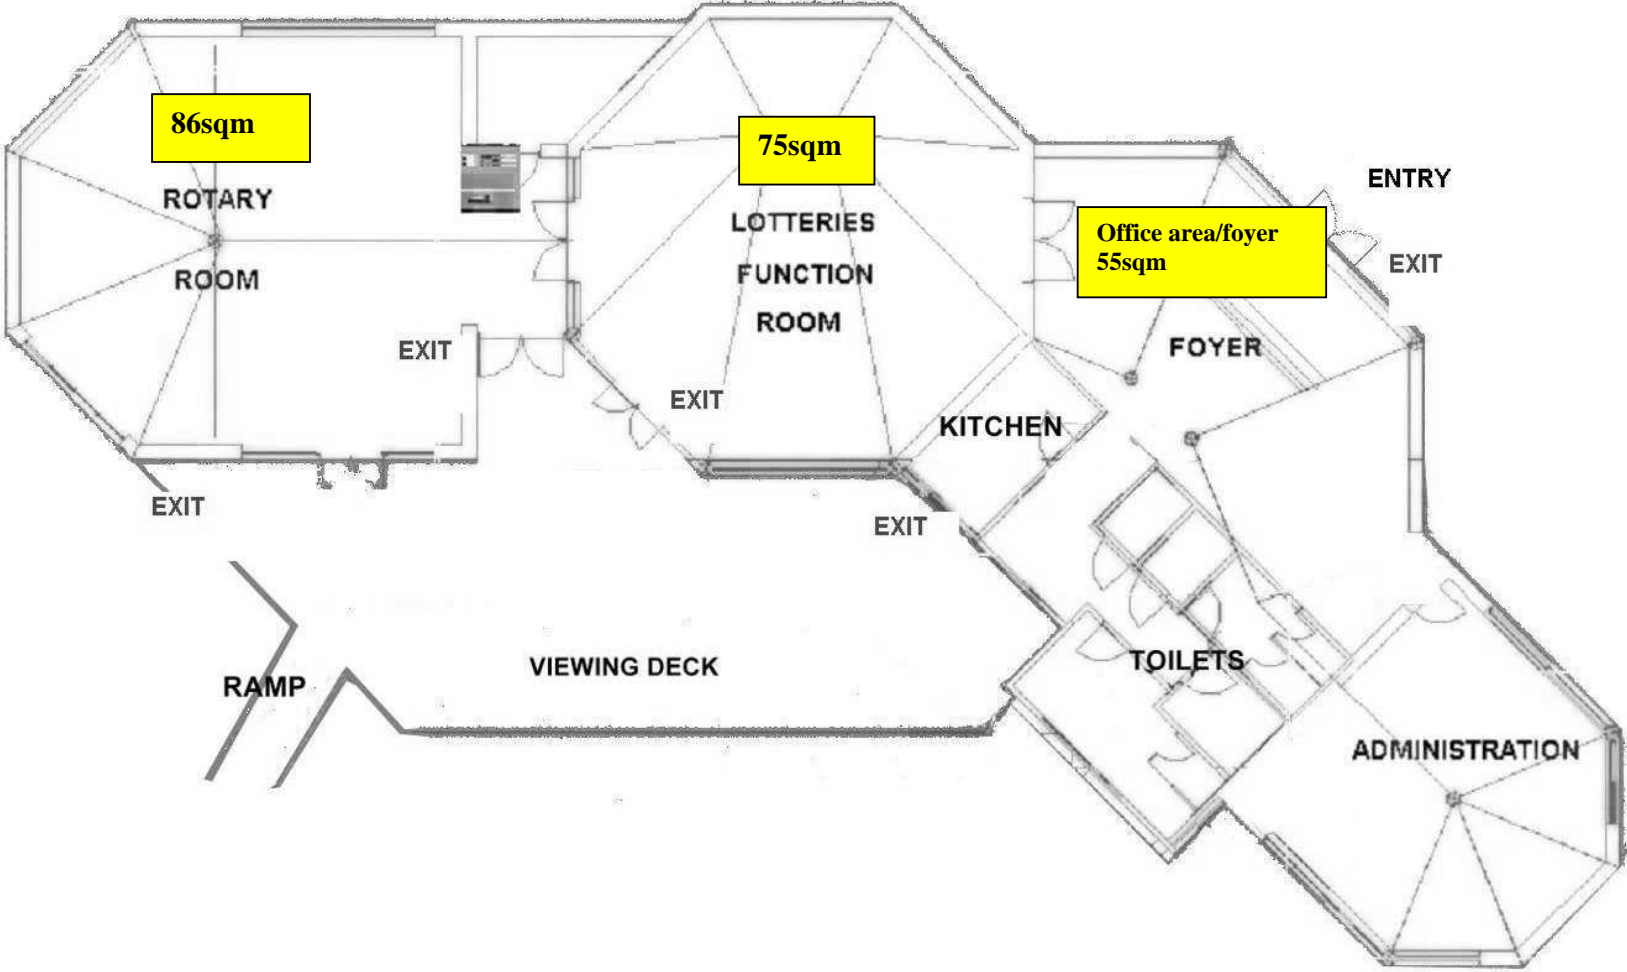 86sqm
ROTARY
ROOM
EXIT
EXIT
75sqm
LOTTERIES
FUNCTION
ROOM
EXIT
EXIT
ENTRY
EXIT
Office area/foyer
55sqm
FOYER
KITCHEN
TOILETS
ADMINISTRATION
VIEWING DECK
RAMP